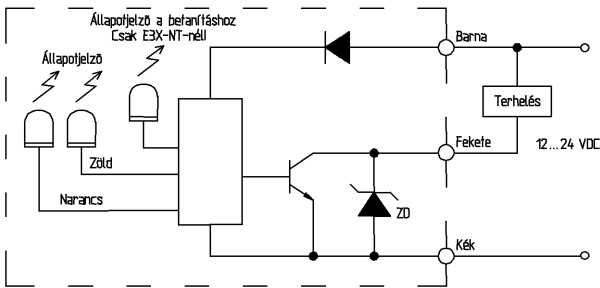 Állapotjelző a betanításhoz
Csak E3X-NT-nél!
Állapotjelző
Barna
Terhelés
Fekete
12...24 VDC
Zöld
Narancs
ZD
Kék